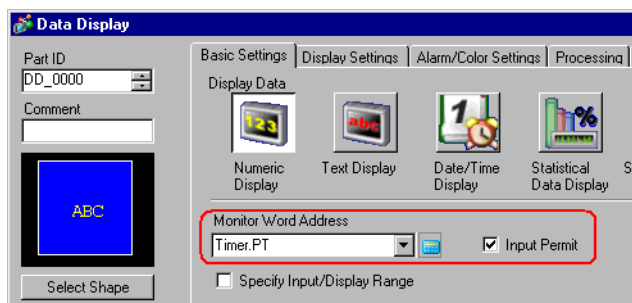 Data Display
Part ID
DD_0000
Comment
ABC
Select Shape
Basic Settings
Display Settings
Alarm/Color Settings
Processing
Display Data
123
abc
1
%
Numeric
Display
Text Display
Date/Time
Display
Statistical
Data Display
S
Monitor Word Address
Timer.PT
Input Permit
Specify Input/Display Range